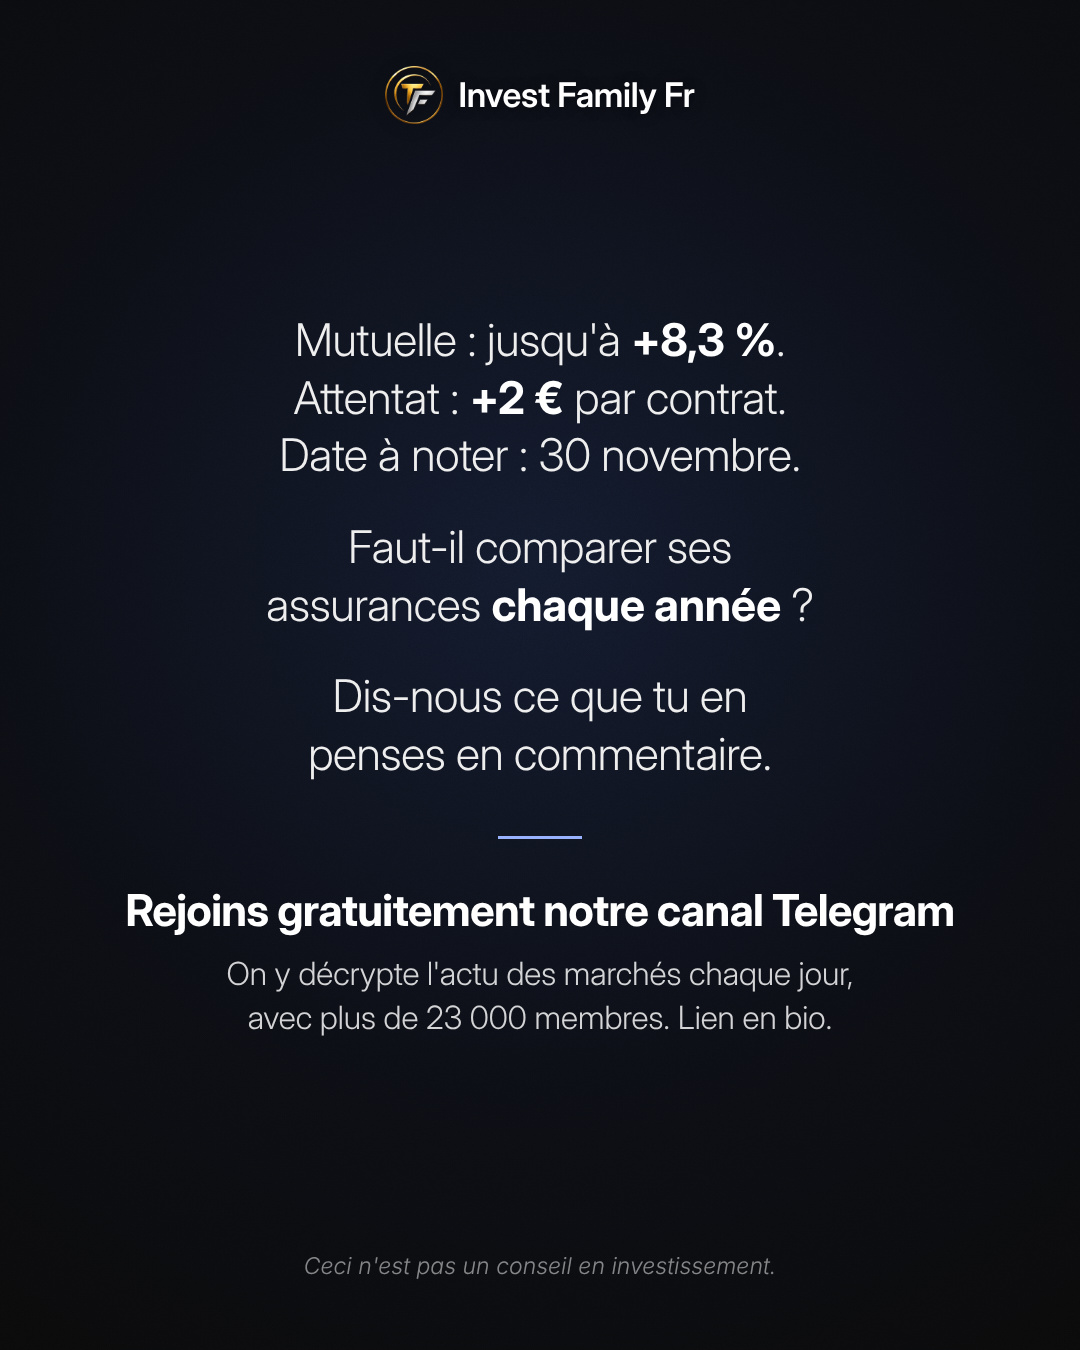 TF Invest Family Fr
Mutuelle : jusqu'à +8,3 %.
Attentat : +2 € par contrat.
Date à noter : 30 novembre.
Faut-il comparer ses
assurances chaque année ?
Dis-nous ce que tu en
penses en commentaire.
Rejoins gratuitement notre canal Telegram
On y décrypte l'actu des marchés chaque jour,
avec plus de 23 000 membres. Lien en bio.
Ceci n'est pas un conseil en investissement.